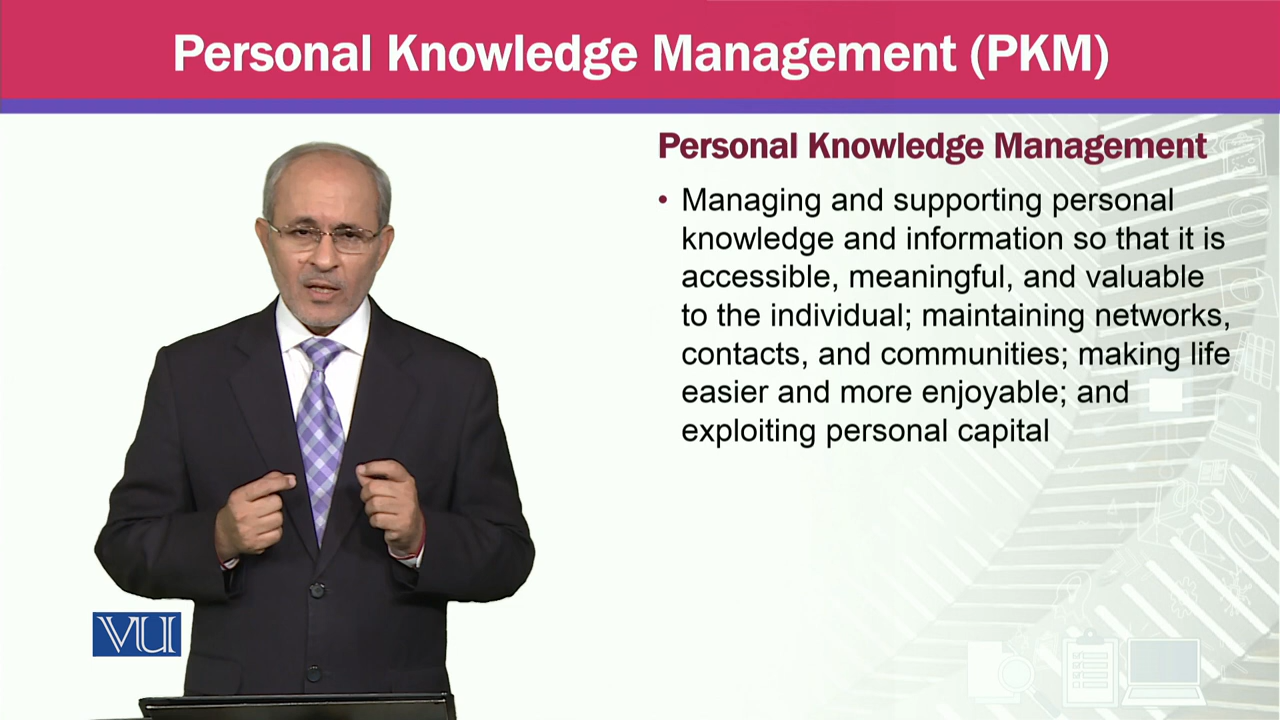 Personal Knowledge Management (PKM)
Personal Knowledge Management
• Managing and supporting personal
knowledge and information so that it is
accessible, meaningful, and valuable
to the individual; maintaining networks,
contacts, and communities; making life
easier and more enjoyable; and
exploiting personal capital
VU